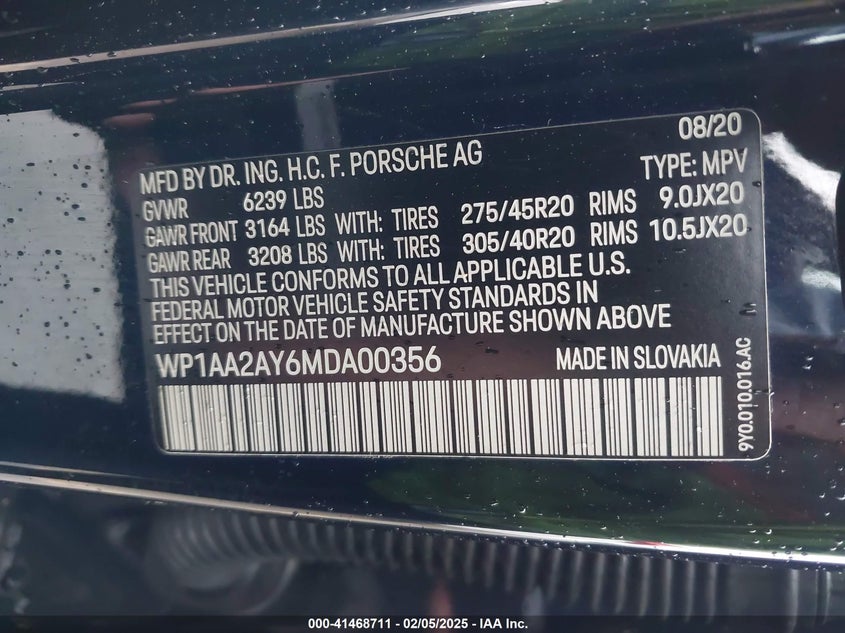 08/20
MFD BY DR. ING. H.C. F. PORSCHE AG TYPE: MPV
GVWR 6239 LBS
GAWR FRONT 3164 LBS WITH: TIRES 275/45R20 RIMS 9.0JX20
GAWR REAR 3208 LBS WITH: TIRES 305/40R20 RIMS 10.5JX20
THIS VEHICLE CONFORMS TO ALL APPLICABLE U.S.
FEDERAL MOTOR VEHICLE SAFETY STANDARDS IN
EFFECT ON THE DATE OF MANUFACTURE SHOWN ABOVE
WP1AA2AY6MDA00356 MADE IN SLOVAKIA
9Y0.010.016.AC
000-41468711 – 02/05/2025 – IAA Inc.